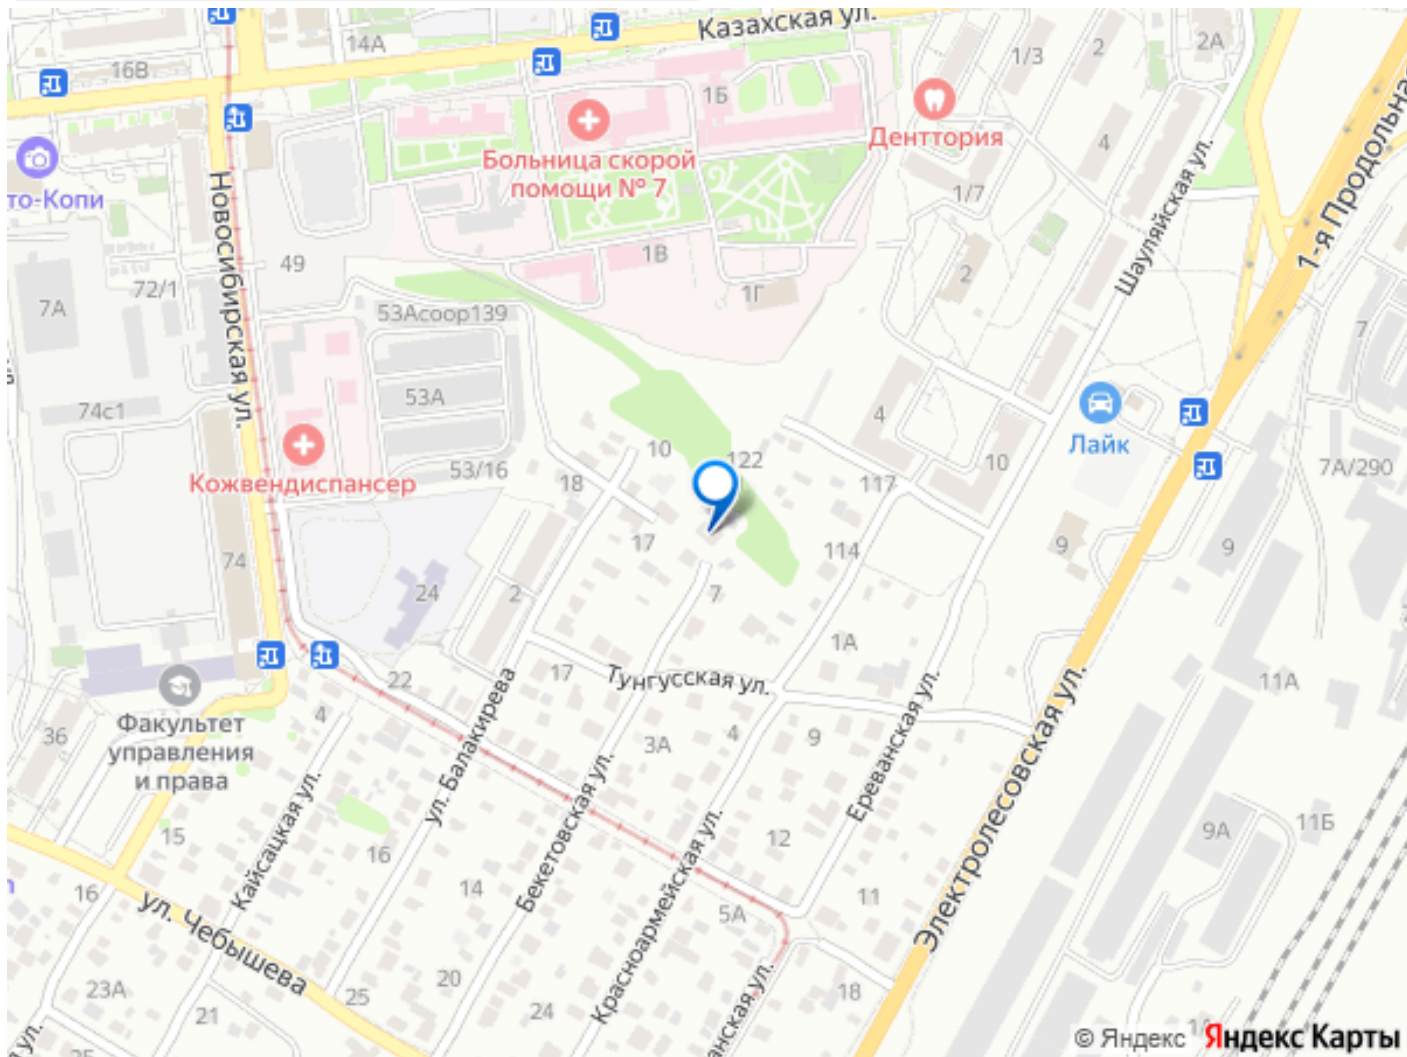 Казахская ул.
14А
16В
1/3
2
2А
1Б
Дентория
4
Больница скорой
помощи № 7
то-Копи
1/7
Новосибирская ул.
Шауляйская ул.
1-я Продольна
49
1В
2
72/1
7А
1Г
53Асоор139
7
74с1
53А
4
Лайк
10
122
10
53/16
18
117
7А/290
Кожвендиспансер
17
114
9
9
74
24
2
7
1А
17
Тунгусская ул.
22
11А
Факультет
управления
и права
4
36
3А
4
9
ул. Балакирева
Ереванская ул.
Электролесовская ул.
Кайсацкая ул.
Бекетовская ул.
Красноармейская ул.
15
16
12
9А
11Б
16
14
11
5А
ул. Чебышева
23А
20
25
24
18
21
анская ул.
ул.
© Яндекс Яндекс Карты